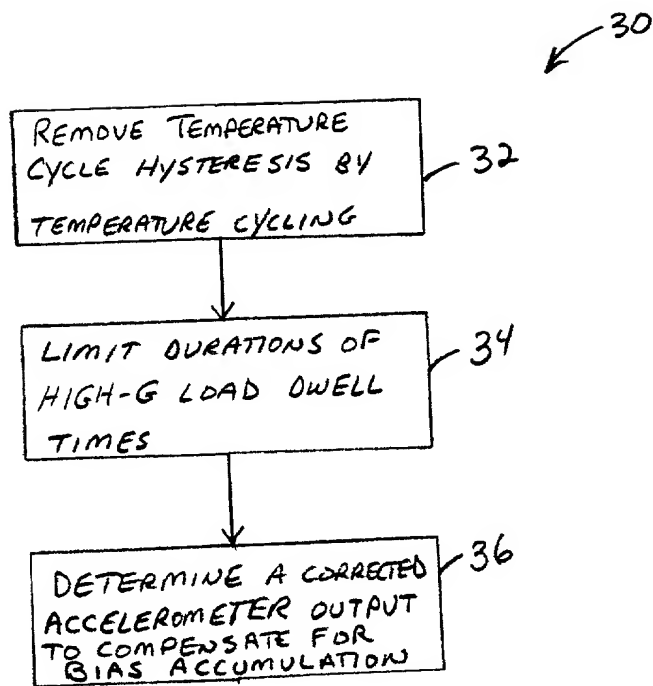 30
REMOVE TEMPERATURE
CYCLE HYSTERESIS BY
TEMPERATURE CYCLING
32
LIMIT DURATIONS OF
HIGH-G LOAD DWELL
TIMES
34
DETERMINE A CORRECTED
ACCELEROMETER OUTPUT
TO COMPENSATE FOR
BIAS ACCUMULATION
36